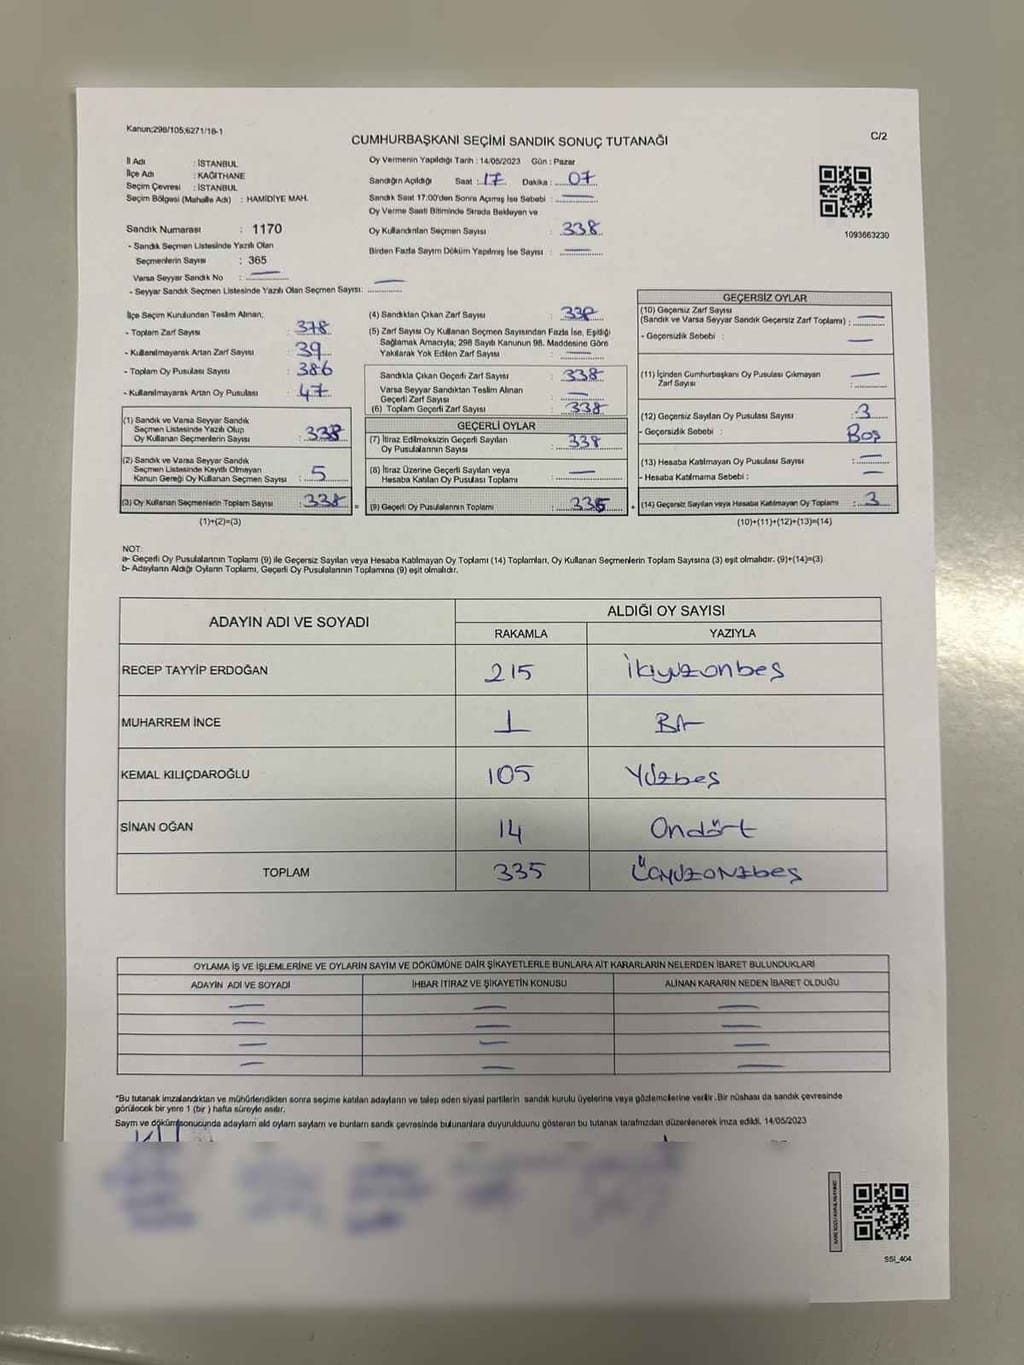 Kanun;298/105,6271/18-1
C/2
CUMHURBAŞKANI SEÇİMİ SANDIK SONUÇ TUTANAĞI
İl Adı : İSTANBUL
İlçe Adı : KAĞITHANE
Seçim Çevresi : İSTANBUL
Seçim Bölgesi (Mahalle Adı) : HAMİDİYE MAH.
Sandık Numarası : 1170
- Sandık Seçmen Listesinde Yazılı Olan
Seçmenlerin Sayısı : 365
Varsa Seyyar Sandık No : —
- Seyyar Sandık Seçmen Listesinde Yazılı Olan Seçmen Sayısı: —
Oy Vermenin Yapıldığı Tarih : 14/05/2023 Gün : Pazar
Sandığın Açıldığı Saat : 17 Dakika : 07
Sandık Saat 17.00'den Sonra Açılmış İse Sebebi : —
Oy Verme Saati Bitiminde Sırada Bekleyen ve
Oy Kullandırılan Seçmen Sayısı : 338
Birden Fazla Sayım Döküm Yapılmış İse Sayısı : —
1093663230
İlçe Seçim Kurulundan Teslim Alınan;
- Toplam Zarf Sayısı : 378
- Kullanılmayarak Artan Zarf Sayısı : 39
- Toplam Oy Pusulası Sayısı : 386
- Kullanılmayarak Artan Oy Pusulası : 47
(1) Sandık ve Varsa Seyyar Sandık
Seçmen Listesinde Yazılı Olup
Oy Kullanan Seçmenlerin Sayısı :
(2) Sandık ve Varsa Seyyar Sandık
Seçmen Listesinde Kayıtlı Olmayan
Kanun Gereği Oy Kullanan Seçmen Sayısı : 5
(3) Oy Kullanan Seçmenlerin Toplam Sayısı : 338 =
(1)+(2)=(3)
(4) Sandıktan Çıkan Zarf Sayısı : 338
(5) Zarf Sayısı Oy Kullanan Seçmen Sayısından Fazla İse, Eşitliği
Sağlamak Amacıyla; 298 Sayılı Kanunun 98. Maddesine Göre
Yakılarak Yok Edilen Zarf Sayısı : —
Sandıkta Çıkan Geçerli Zarf Sayısı : 338
Varsa Seyyar Sandıktan Teslim Alınan
Geçerli Zarf Sayısı : —
(6) Toplam Geçerli Zarf Sayısı : 338
GEÇERLİ OYLAR
(7) İtiraz Edilmeksizin Geçerli Sayılan
Oy Pusulalarının Sayısı :
(8) İtiraz Üzerine Geçerli Sayılan veya
Hesaba Katılan Oy Pusulası Toplamı : —
(9) Geçerli Oy Pusulalarının Toplamı : 335 +
GEÇERSİZ OYLAR
(10) Geçersiz Zarf Sayısı
(Sandık ve Varsa Seyyar Sandık Geçersiz Zarf Toplamı) : —
- Geçersizlik Sebebi : —
(11) İçinden Cumhurbaşkanı Oy Pusulası Çıkmayan
Zarf Sayısı : —
(12) Geçersiz Sayılan Oy Pusulası Sayısı : 3
- Geçersizlik Sebebi : Boş
(13) Hesaba Katılmayan Oy Pusulası Sayısı : —
- Hesaba Katılmama Sebebi : —
(14) Geçersiz Sayılan veya Hesaba Katılmayan Oy Toplamı : 3
(10)+(11)+(12)+(13)=(14)
NOT:
a- Geçerli Oy Pusulalarının Toplamı (9) ile Geçersiz Sayılan veya Hesaba Katılmayan Oy Toplamı (14) Toplamları, Oy Kullanan Seçmenlerin Toplam Sayısına (3) eşit olmalıdır. (9)+(14)=(3)
b- Adayların Aldığı Oyların Toplamı, Geçerli Oy Pusulalarının Toplamına (9) eşit olmalıdır.
ADAYIN ADI VE SOYADI
ALDIĞI OY SAYISI
RAKAMLA YAZIYLA
RECEP TAYYİP ERDOĞAN 215 İkiyüzonbeş
MUHARREM İNCE 1 Bir
KEMAL KILIÇDAROĞLU 105 Yüzbeş
SİNAN OĞAN 14 Ondört
TOPLAM 335
OYLAMA İŞ VE İŞLEMLERİNE VE OYLARIN SAYIM VE DÖKÜMÜNE DAİR ŞİKAYETLERLE BUNLARA AİT KARARLARIN NELERDEN İBARET BULUNDUKLARI
ADAYIN ADI VE SOYADI İHBAR İTİRAZ VE ŞİKAYETİN KONUSU ALINAN KARARIN NEDEN İBARET OLDUĞU
— — —
— — —
— — —
— — —
"Bu tutanak imzalandıktan ve mühürlendikten sonra seçime katılan adayların ve talep eden siyasi partilerin sandık kurulu üyelerine veya gözlemcilerine verilir. Bir nüshası da sandık çevresinde
görülecek bir yere 1 (bir ) hafta süreyle asılır.
Sayım ve döküm sonucunda adayların ald oyların sayıların ve bunların sandık çevresinde bulunanlara duyurulduunu gösteren bu tutanak tarafımızdan düzenlenerek imza edildi. 14/05/2023
SSI_404